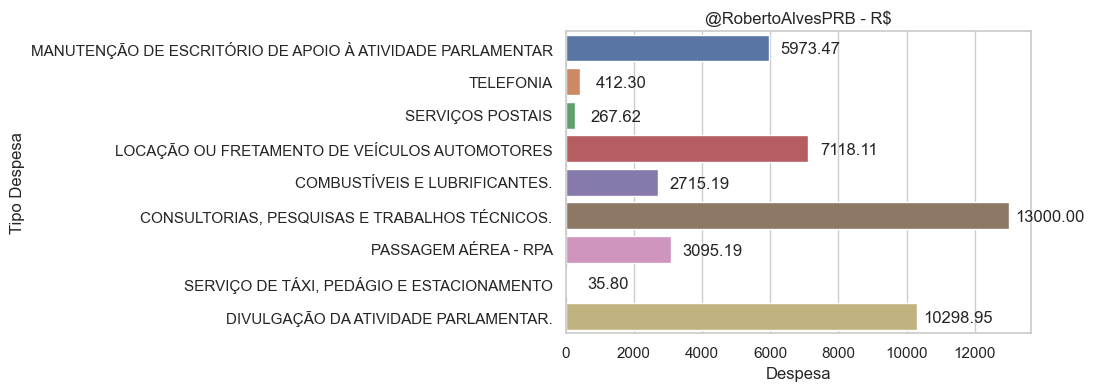 @RobertoAlvesPRB - R$
MANUTENÇÃO DE ESCRITÓRIO DE APOIO À ATIVIDADE PARLAMENTAR 5973.47
TELEFONIA 412.30
SERVIÇOS POSTAIS 267.62
LOCAÇÃO OU FRETAMENTO DE VEÍCULOS AUTOMOTORES 7118.11
COMBUSTÍVEIS E LUBRIFICANTES. 2715.19
CONSULTORIAS, PESQUISAS E TRABALHOS TÉCNICOS. 13000.00
PASSAGEM AÉREA - RPA 3095.19
SERVIÇO DE TÁXI, PEDÁGIO E ESTACIONAMENTO 35.80
DIVULGAÇÃO DA ATIVIDADE PARLAMENTAR. 10298.95
Tipo Despesa
0 2000 4000 6000 8000 10000 12000
Despesa